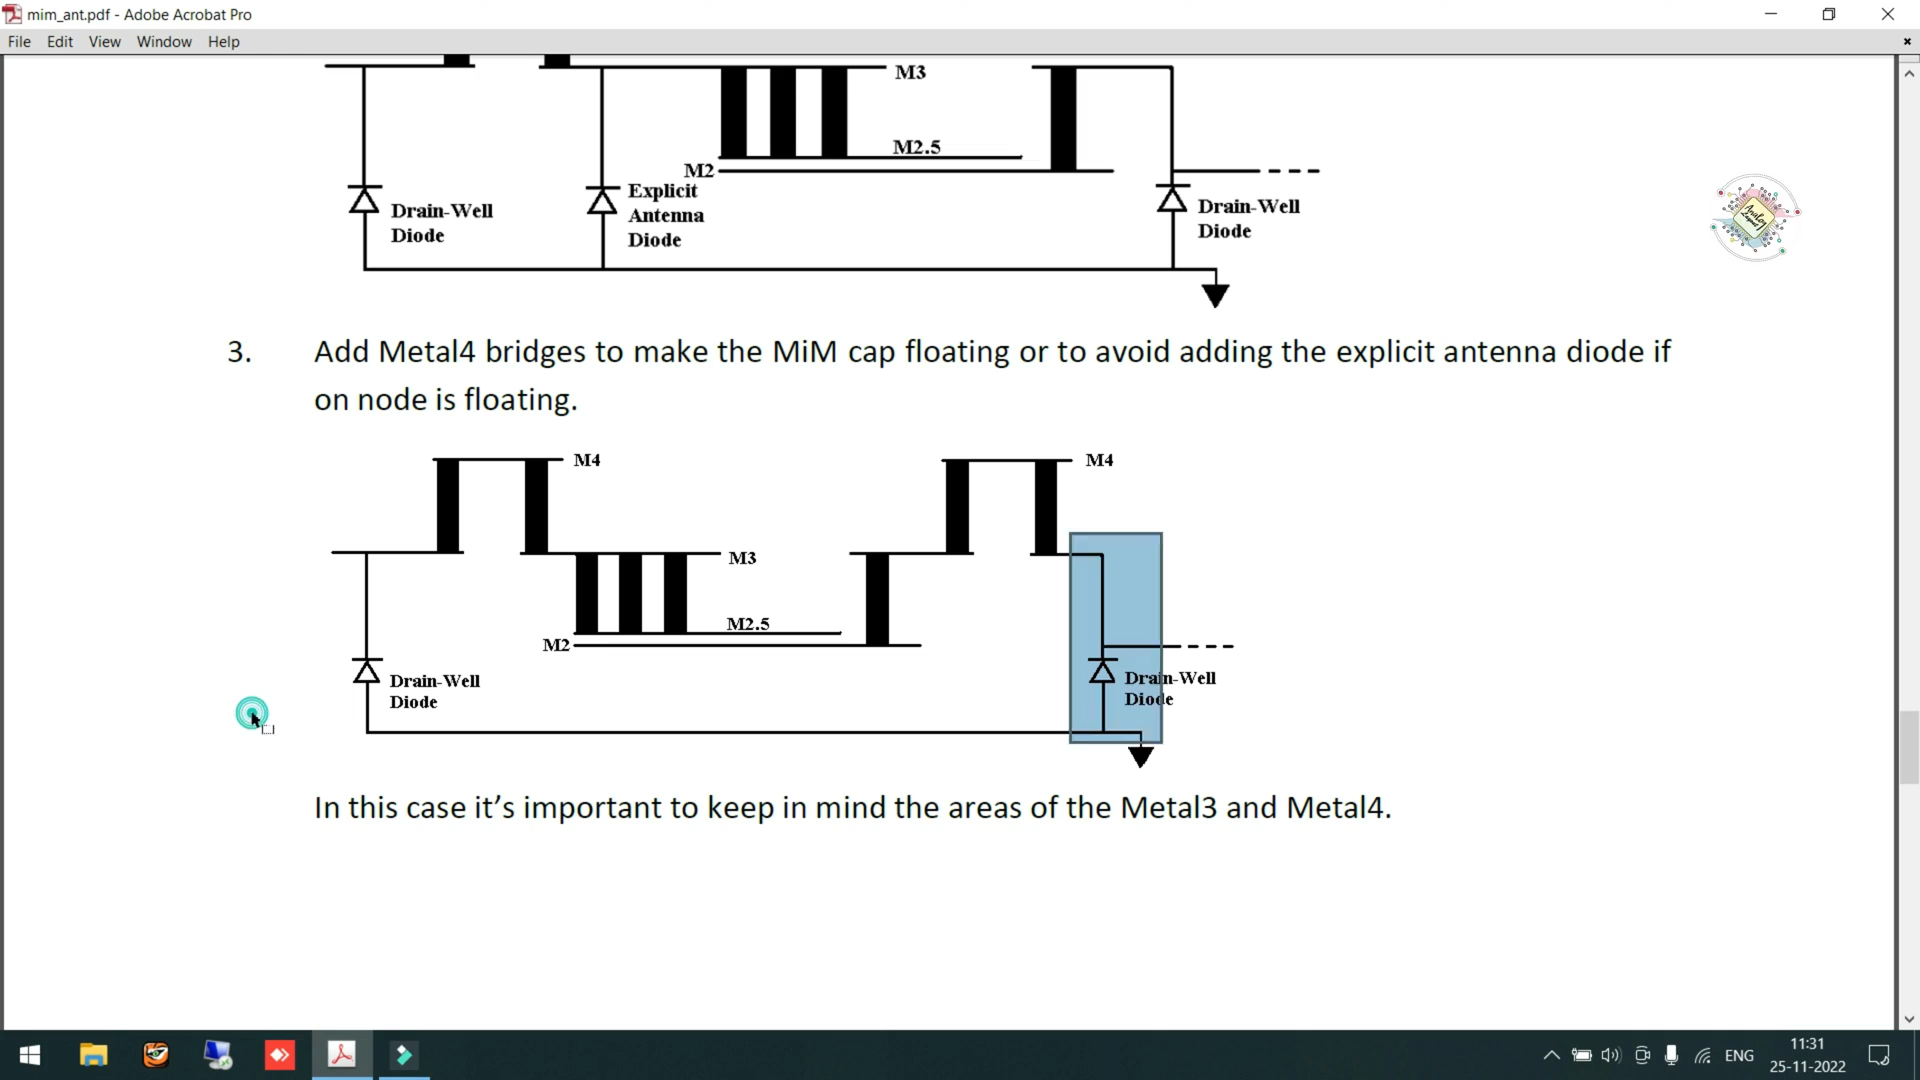 mim_ant.pdf - Adobe Acrobat Pro
File Edit View Window Help
M3
M2.5
M2
Drain-Well
Diode
Explicit
Antenna
Diode
Drain-Well
Diode
Analog
Layout
3. Add Metal4 bridges to make the MiM cap floating or to avoid adding the explicit antenna diode if
on node is floating.
M4
M4
M3
M2.5
M2
Drain-Well
Diode
Drain-Well
Diode
In this case it's important to keep in mind the areas of the Metal3 and Metal4.
ENG
11:31
25-11-2022